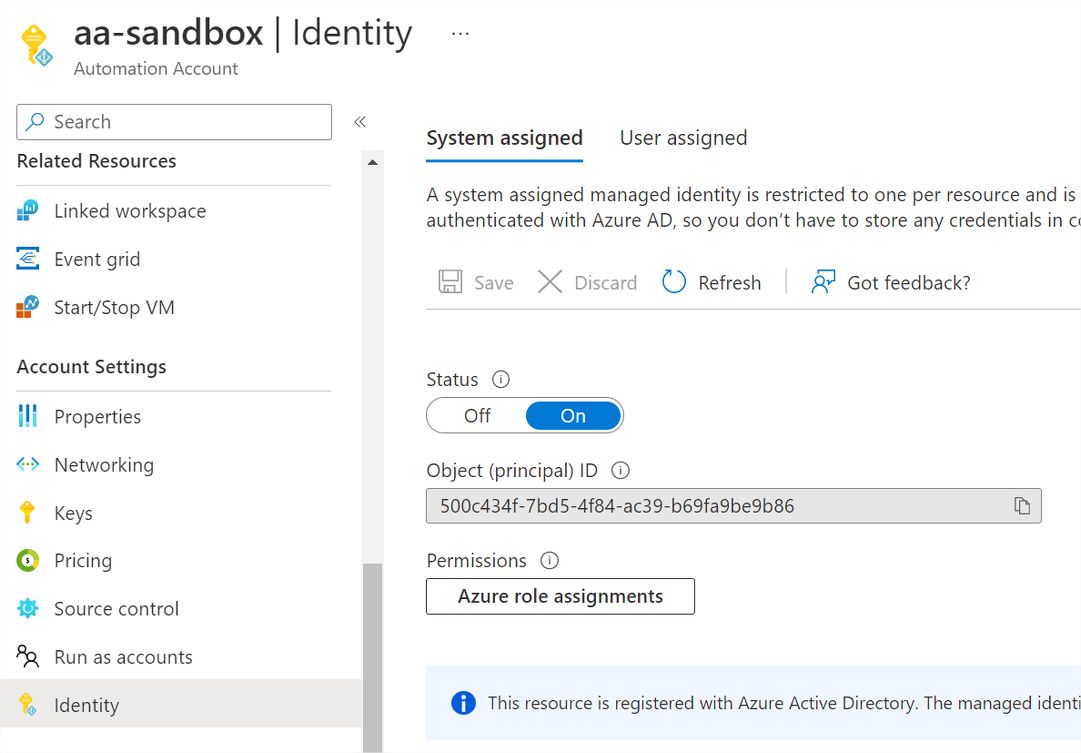 aa-sandbox | Identity ...
Automation Account
Search
«
Related Resources
Linked workspace
Event grid
Start/Stop VM
Account Settings
Properties
Networking
Keys
Pricing
Source control
Run as accounts
Identity
System assigned User assigned
A system assigned managed identity is restricted to one per resource and is
authenticated with Azure AD, so you don’t have to store any credentials in
Save Discard Refresh Got feedback?
Status
Off On
Object (principal) ID
500c434f-7bd5-4f84-ac39-b69fa9be9b86
Permissions
Azure role assignments
This resource is registered with Azure Active Directory. The managed identi